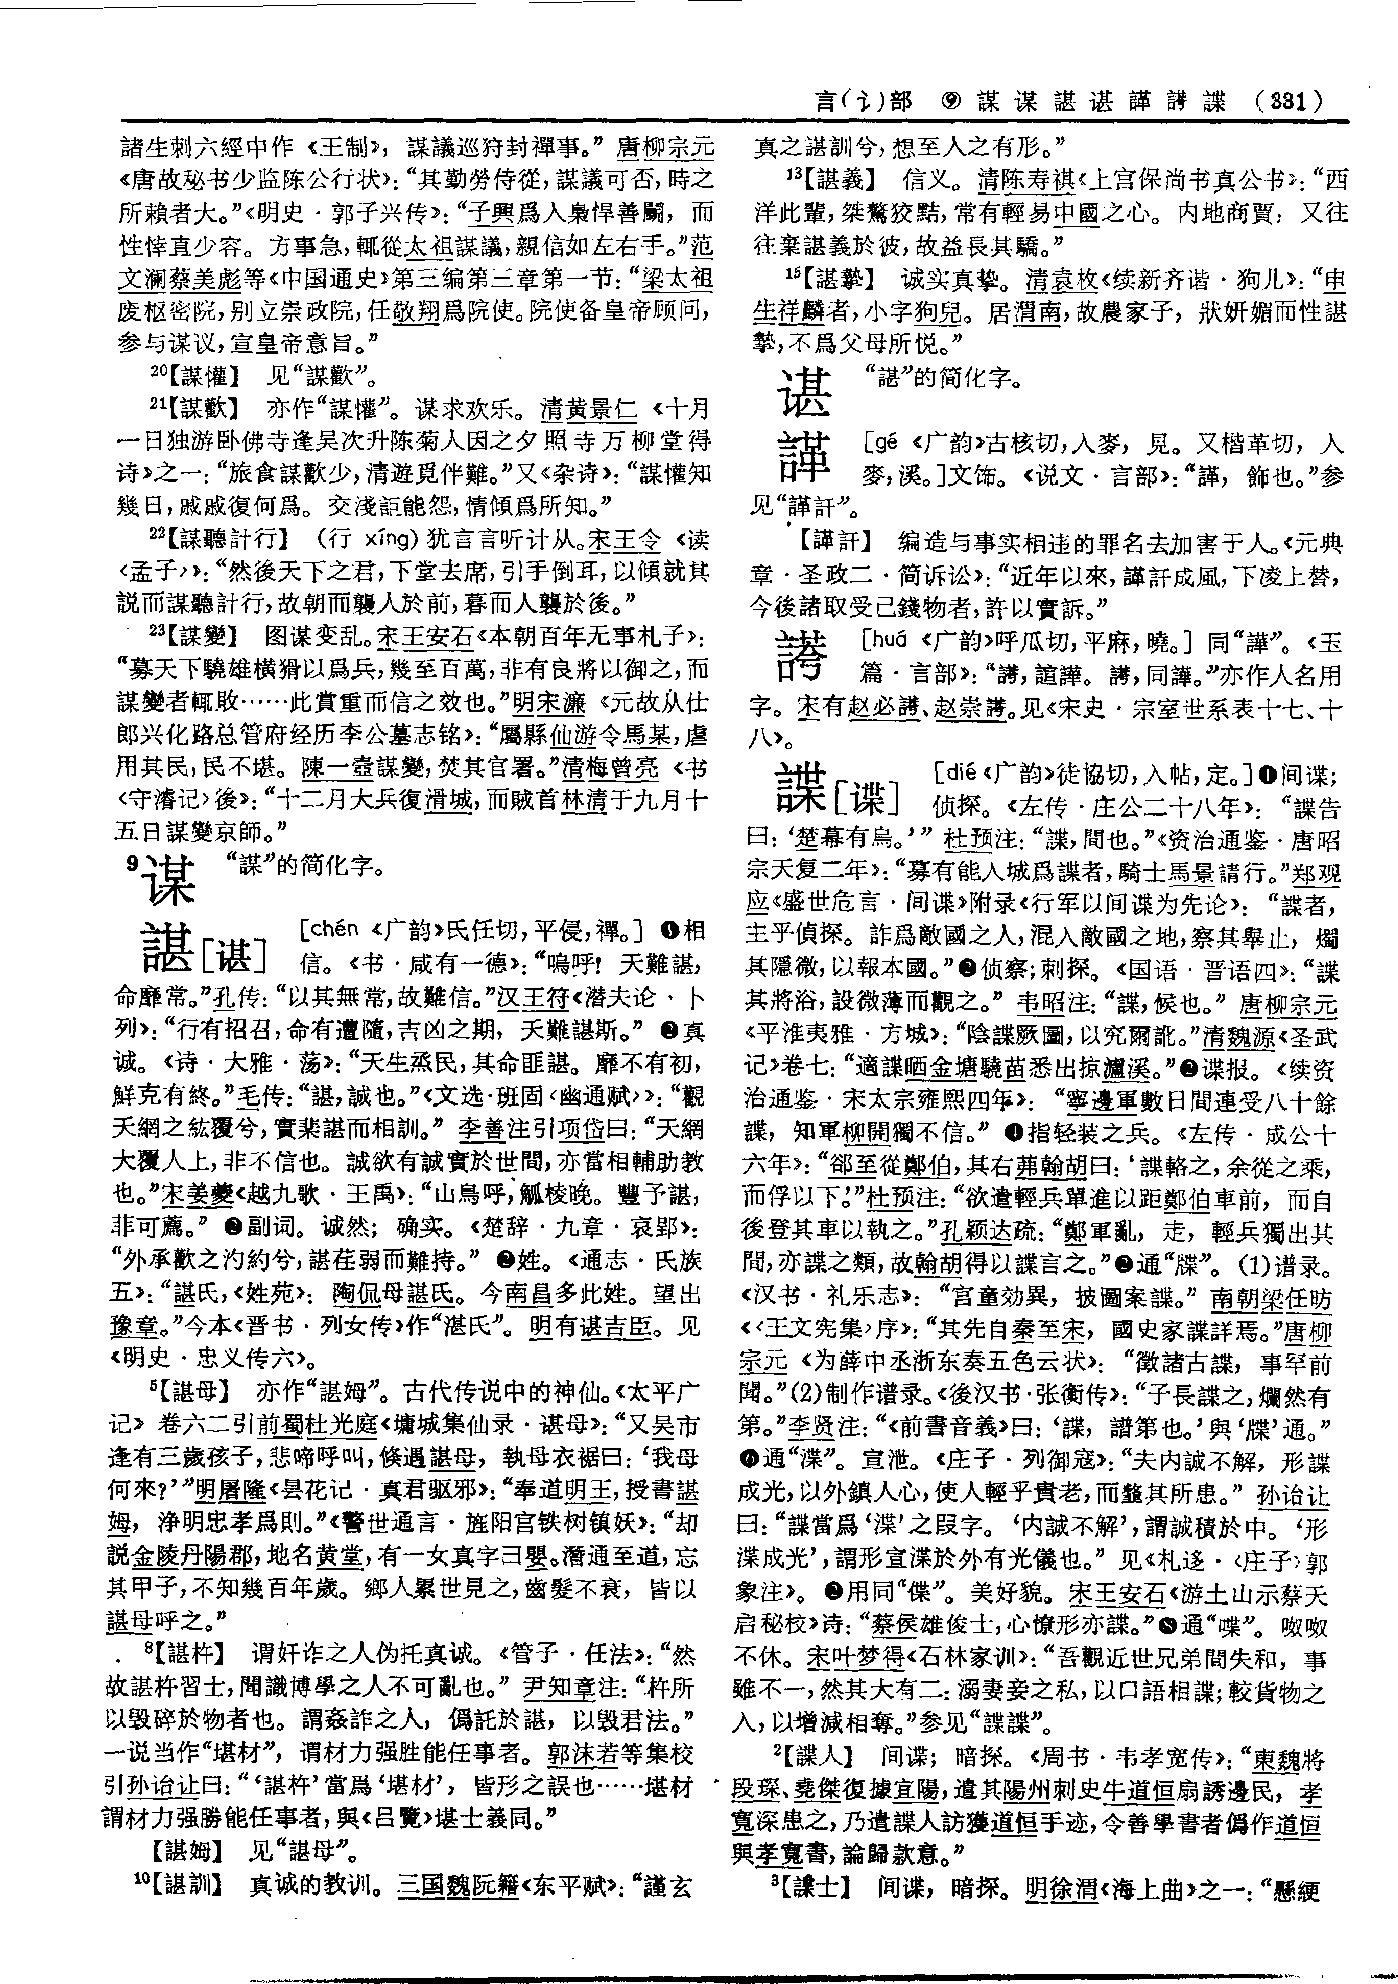 言(讠)部 ⑨ 謀 谋 諶 谌 諽 諣 諜 (331)
諸生刺六經中作《王制》，謀議巡狩封禪事。”唐柳宗元
《唐故秘书少监陈公行状》：“其勤勞侍從，謀議可否，時之
所賴者大。”《明史·郭子兴传》：“子興爲人梟悍善鬭，而
性悻直少容。方事急，輒從太祖謀議，親信如左右手。”范
文澜蔡美彪等《中国通史》第三编第三章第一节：“梁太祖
废枢密院，别立崇政院，任敬翔爲院使。院使备皇帝顾问，
参与谋议，宣皇帝意旨。”
20【謀懽】 见“謀歡”。
21【謀歡】 亦作“謀懽”。谋求欢乐。清黄景仁《十月
一日独游卧佛寺逢吴次升陈菊人因之夕照寺万柳堂得
诗》之一：“旅食謀歡少，清遊覓伴難。”又《杂诗》：“謀懽知
幾日，戚戚復何爲。交淺詎能怨，情傾爲所知。”
22【謀聽計行】 (行 xíng) 犹言言听计从。宋王令《读
〈孟子〉》：“然後天下之君，下堂去席，引手倒耳，以傾就其
説而謀聽計行，故朝而襲人於前，暮而人襲於後。”
23【謀變】 图谋变乱。宋王安石《本朝百年无事札子》：
“募天下驍雄横猾以爲兵，幾至百萬，非有良將以御之，而
謀變者輒敗……此賞重而信之效也。”明宋濂《元故从仕
郎兴化路总管府经历李公墓志铭》：“屬縣仙游令馬某，虐
用其民，民不堪。陳一壺謀變，焚其官署。”清梅曾亮《书
〈守濬记〉後》：“十二月大兵復滑城，而賊首林清于九月十
五日謀變京師。”
9谋 “謀”的简化字。
諶[谌] [chén《广韵》氏任切，平侵，禪。] ❶相
信。《书·咸有一德》：“嗚呼！天難諶，
命靡常。”孔传：“以其無常，故難信。”汉王符《潜夫论·卜
列》：“行有招召，命有遭隨，吉凶之期，天難諶斯。”❷真
诚。《诗·大雅·荡》：“天生烝民，其命匪諶。靡不有初，
鮮克有終。”毛传：“諶，誠也。”《文选·班固〈幽通赋〉》：“觀
天網之紘覆兮，實棐諶而相訓。”李善注引项岱曰：“天網
大覆人上，非不信也。誠欲有誠實於世間，亦當相輔助教
也。”宋姜夔《越九歌·王禹》：“山鳥呼，觚棱晚。豐予諶，
非可薦。”❸副词。诚然；确实。《楚辞·九章·哀郢》：
“外承歡之汋約兮，諶荏弱而難持。”❹姓。《通志·氏族
五》：“諶氏，《姓苑》：陶侃母諶氏。今南昌多此姓。望出
豫章。”今本《晋书·列女传》作“湛氏”。明有谌吉臣。见
《明史·忠义传六》。
5【諶母】 亦作“諶姆”。古代传说中的神仙。《太平广
记》卷六二引前蜀杜光庭《墉城集仙录·谌母》：“又吴市
逢有三歲孩子，悲啼呼叫，倏遇諶母，執母衣裾曰：‘我母
何來？’”明屠隆《昙花记·真君驱邪》：“奉道明王，授書諶
姆，净明忠孝爲則。”《警世通言·旌阳宫铁树镇妖》：“却
説金陵丹陽郡，地名黄堂，有一女真字曰嬰。潛通至道，忘
其甲子，不知幾百年歲。鄉人累世見之，齒髮不衰，皆以
諶母呼之。”
8【諶杵】 谓奸诈之人伪托真诚。《管子·任法》：“然
故諶杵習士，聞識博學之人不可亂也。”尹知章注：“杵所
以毁碎於物者也。謂姦詐之人，僞託於諶，以毁君法。”
一说当作“堪材”，谓材力强胜能任事者。郭沫若等集校
引孙诒让曰：“‘諶杵’當爲‘堪材’，皆形之誤也……堪材
謂材力强勝能任事者，與《吕覽》堪士義同。”
【諶姆】 见“諶母”。
10【諶訓】 真诚的教训。三国魏阮籍《东平赋》：“謹玄
真之諶訓兮，想至人之有形。”
13【諶義】 信义。清陈寿祺《上宫保尚书真公书》：“西
洋此輩，桀驁狡黠，常有輕易中國之心。内地商賈，又往
往棄諶義於彼，故益長其驕。”
15【諶摯】 诚实真挚。清袁枚《续新齐谐·狗儿》：“申
生祥麟者，小字狗兒。居渭南，故農家子，狀妍媚而性諶
摯，不爲父母所悦。”
谌 “諶”的简化字。
諽 [gé《广韵》古核切，入麥，見。又楷革切，入
麥，溪。]文饰。《说文·言部》：“諽，飾也。”参
见“諽訐”。
【諽訐】 编造与事实相违的罪名去加害于人。《元典
章·圣政二·简诉讼》：“近年以來，諽訐成風，下凌上替，
今後諸取受已錢物者，許以實訴。”
諣 [huá《广韵》呼瓜切，平麻，曉。] 同“譁”。《玉
篇·言部》：“諣，諠譁。諣，同譁。”亦作人名用
字。宋有赵必諣、赵崇諣。见《宋史·宗室世系表十七、十
八》。
諜[谍] [dié《广韵》徒協切，入帖，定。]❶间谍；
侦探。《左传·庄公二十八年》：“諜告
曰：‘楚幕有烏。’”杜预注：“諜，間也。”《资治通鉴·唐昭
宗天复二年》：“募有能入城爲諜者，騎士馬景請行。”郑观
应《盛世危言·间谍》附录《行军以间谍为先论》：“諜者，
主乎偵探。詐爲敵國之人，混入敵國之地，察其舉止，燭
其隱微，以報本國。”❷侦察；刺探。《国语·晋语四》：“諜
其將浴，設微薄而觀之。”韦昭注：“諜，候也。”唐柳宗元
《平淮夷雅·方城》：“陰諜厥圖，以究爾訛。”清魏源《圣武
记》卷七：“適諜晒金塘驍苗悉出掠瀘溪。”❸谍报。《续资
治通鉴·宋太宗雍熙四年》：“寧邊軍數日間連受八十餘
諜，知軍柳開獨不信。”❹指轻装之兵。《左传·成公十
六年》：“郤至從鄭伯，其右茀翰胡曰：‘諜輅之，余從之乘，
而俘以下。’”杜预注：“欲遣輕兵單進以距鄭伯車前，而自
後登其車以執之。”孔颖达疏：“鄭軍亂，走，輕兵獨出其
間，亦諜之類，故翰胡得以諜言之。”❺通“牒”。(1)谱录。
《汉书·礼乐志》：“宫童効異，披圖案諜。”南朝梁任昉
《〈王文宪集〉序》：“其先自秦至宋，國史家諜詳焉。”唐柳
宗元《为薛中丞浙东奏五色云状》：“徵諸古諜，事罕前
聞。”(2)制作谱录。《後汉书·张衡传》：“子長諜之，爛然有
第。”李贤注：“《前書音義》曰：‘諜，譜第也。’與‘牒’通。”
❻通“渫”。宣泄。《庄子·列御寇》：“夫内誠不解，形諜
成光，以外鎮人心，使人輕乎貴老，而䪠其所患。”孙诒让
曰：“諜當爲‘渫’之叚字。‘内誠不解’，謂誠積於中。‘形
渫成光’，謂形宣渫於外有光儀也。”见《札迻·〈庄子〉郭
象注》。❼用同“偞”。美好貌。宋王安石《游土山示蔡天
启秘校》诗：“蔡侯雄俊士，心憭形亦諜。”❽通“喋”。呶呶
不休。宋叶梦得《石林家训》：“吾觀近世兄弟間失和，事
雖不一，然其大有二：溺妻妾之私，以口語相諜；較貨物之
入，以增減相奪。”参见“諜諜”。
2【諜人】 间谍；暗探。《周书·韦孝宽传》：“東魏將
段琛、堯傑復據宜陽，遣其陽州刺史牛道恒扇誘邊民，孝
寬深患之，乃遣諜人訪獲道恒手迹，令善學書者僞作道恒
與孝寬書，論歸款意。”
3【諜士】 间谍，暗探。明徐渭《海上曲》之一：“懸綆